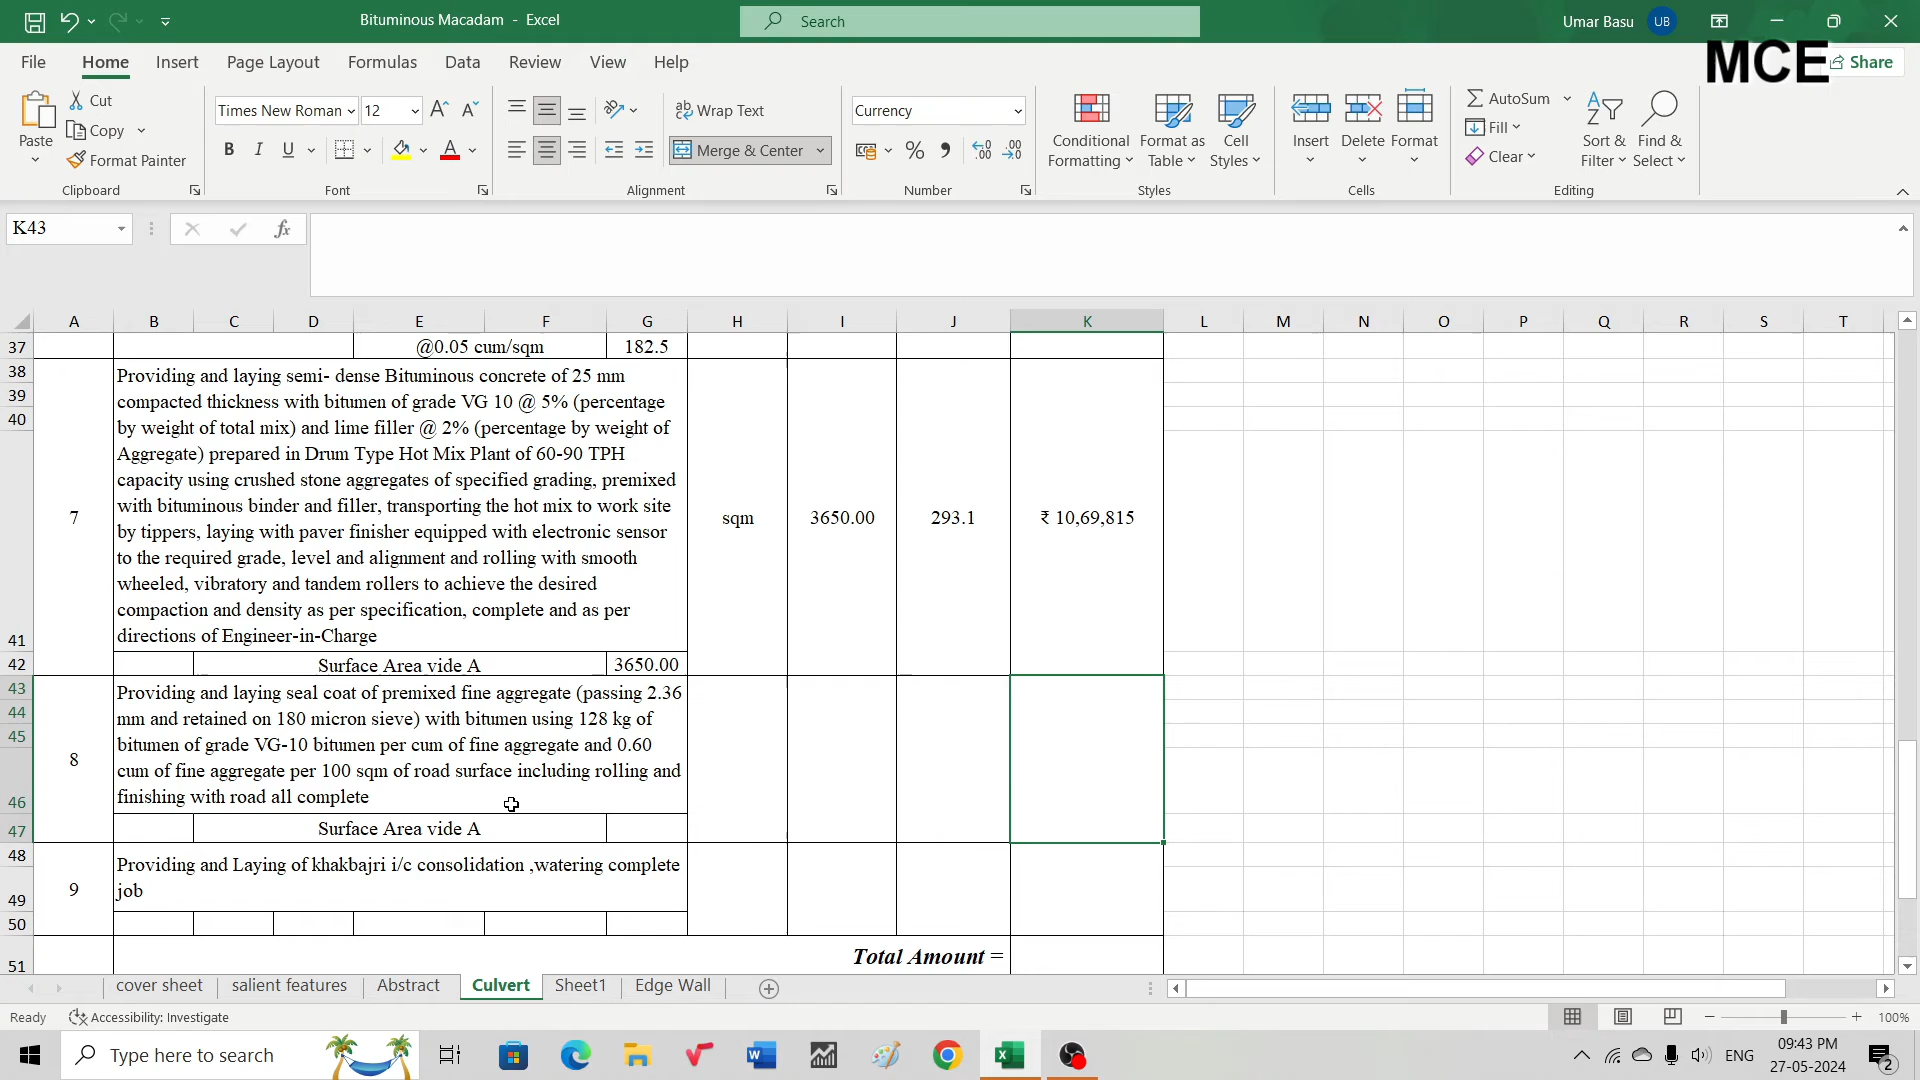 Bituminous Macadam - Excel
Search
Umar Basu
UB
MCE
File
Home
Insert
Page Layout
Formulas
Data
Review
View
Help
Share
Paste
Cut
Copy
Format Painter
Clipboard
Times New Roman
12
B
I
U
Font
Wrap Text
Merge & Center
Alignment
Currency
Number
Conditional Formatting
Format as Table
Cell Styles
Styles
Insert
Delete
Format
Cells
AutoSum
Fill
Clear
Sort & Filter
Find & Select
Editing
K43
fx
A B C D E F G H I J K L M N O P Q R S T
37
@0.05 cum/sqm
182.5
38
39
40
41
42
7
Providing and laying semi- dense Bituminous concrete of 25 mm
compacted thickness with bitumen of grade VG 10 @ 5% (percentage
by weight of total mix) and lime filler @ 2% (percentage by weight of
Aggregate) prepared in Drum Type Hot Mix Plant of 60-90 TPH
capacity using crushed stone aggregates of specified grading, premixed
with bituminous binder and filler, transporting the hot mix to work site
by tippers, laying with paver finisher equipped with electronic sensor
to the required grade, level and alignment and rolling with smooth
wheeled, vibratory and tandem rollers to achieve the desired
compaction and density as per specification, complete and as per
directions of Engineer-in-Charge
sqm
3650.00
293.1
₹ 10,69,815
Surface Area vide A
3650.00
43
44
45
46
47
8
Providing and laying seal coat of premixed fine aggregate (passing 2.36
mm and retained on 180 micron sieve) with bitumen using 128 kg of
bitumen of grade VG-10 bitumen per cum of fine aggregate and 0.60
cum of fine aggregate per 100 sqm of road surface including rolling and
finishing with road all complete
Surface Area vide A
48
49
50
9
Providing and Laying of khakbajri i/c consolidation ,watering complete
job
51
Total Amount =
cover sheet
salient features
Abstract
Culvert
Sheet1
Edge Wall
Ready
Accessibility: Investigate
100%
Type here to search
ENG
09:43 PM
27-05-2024
2